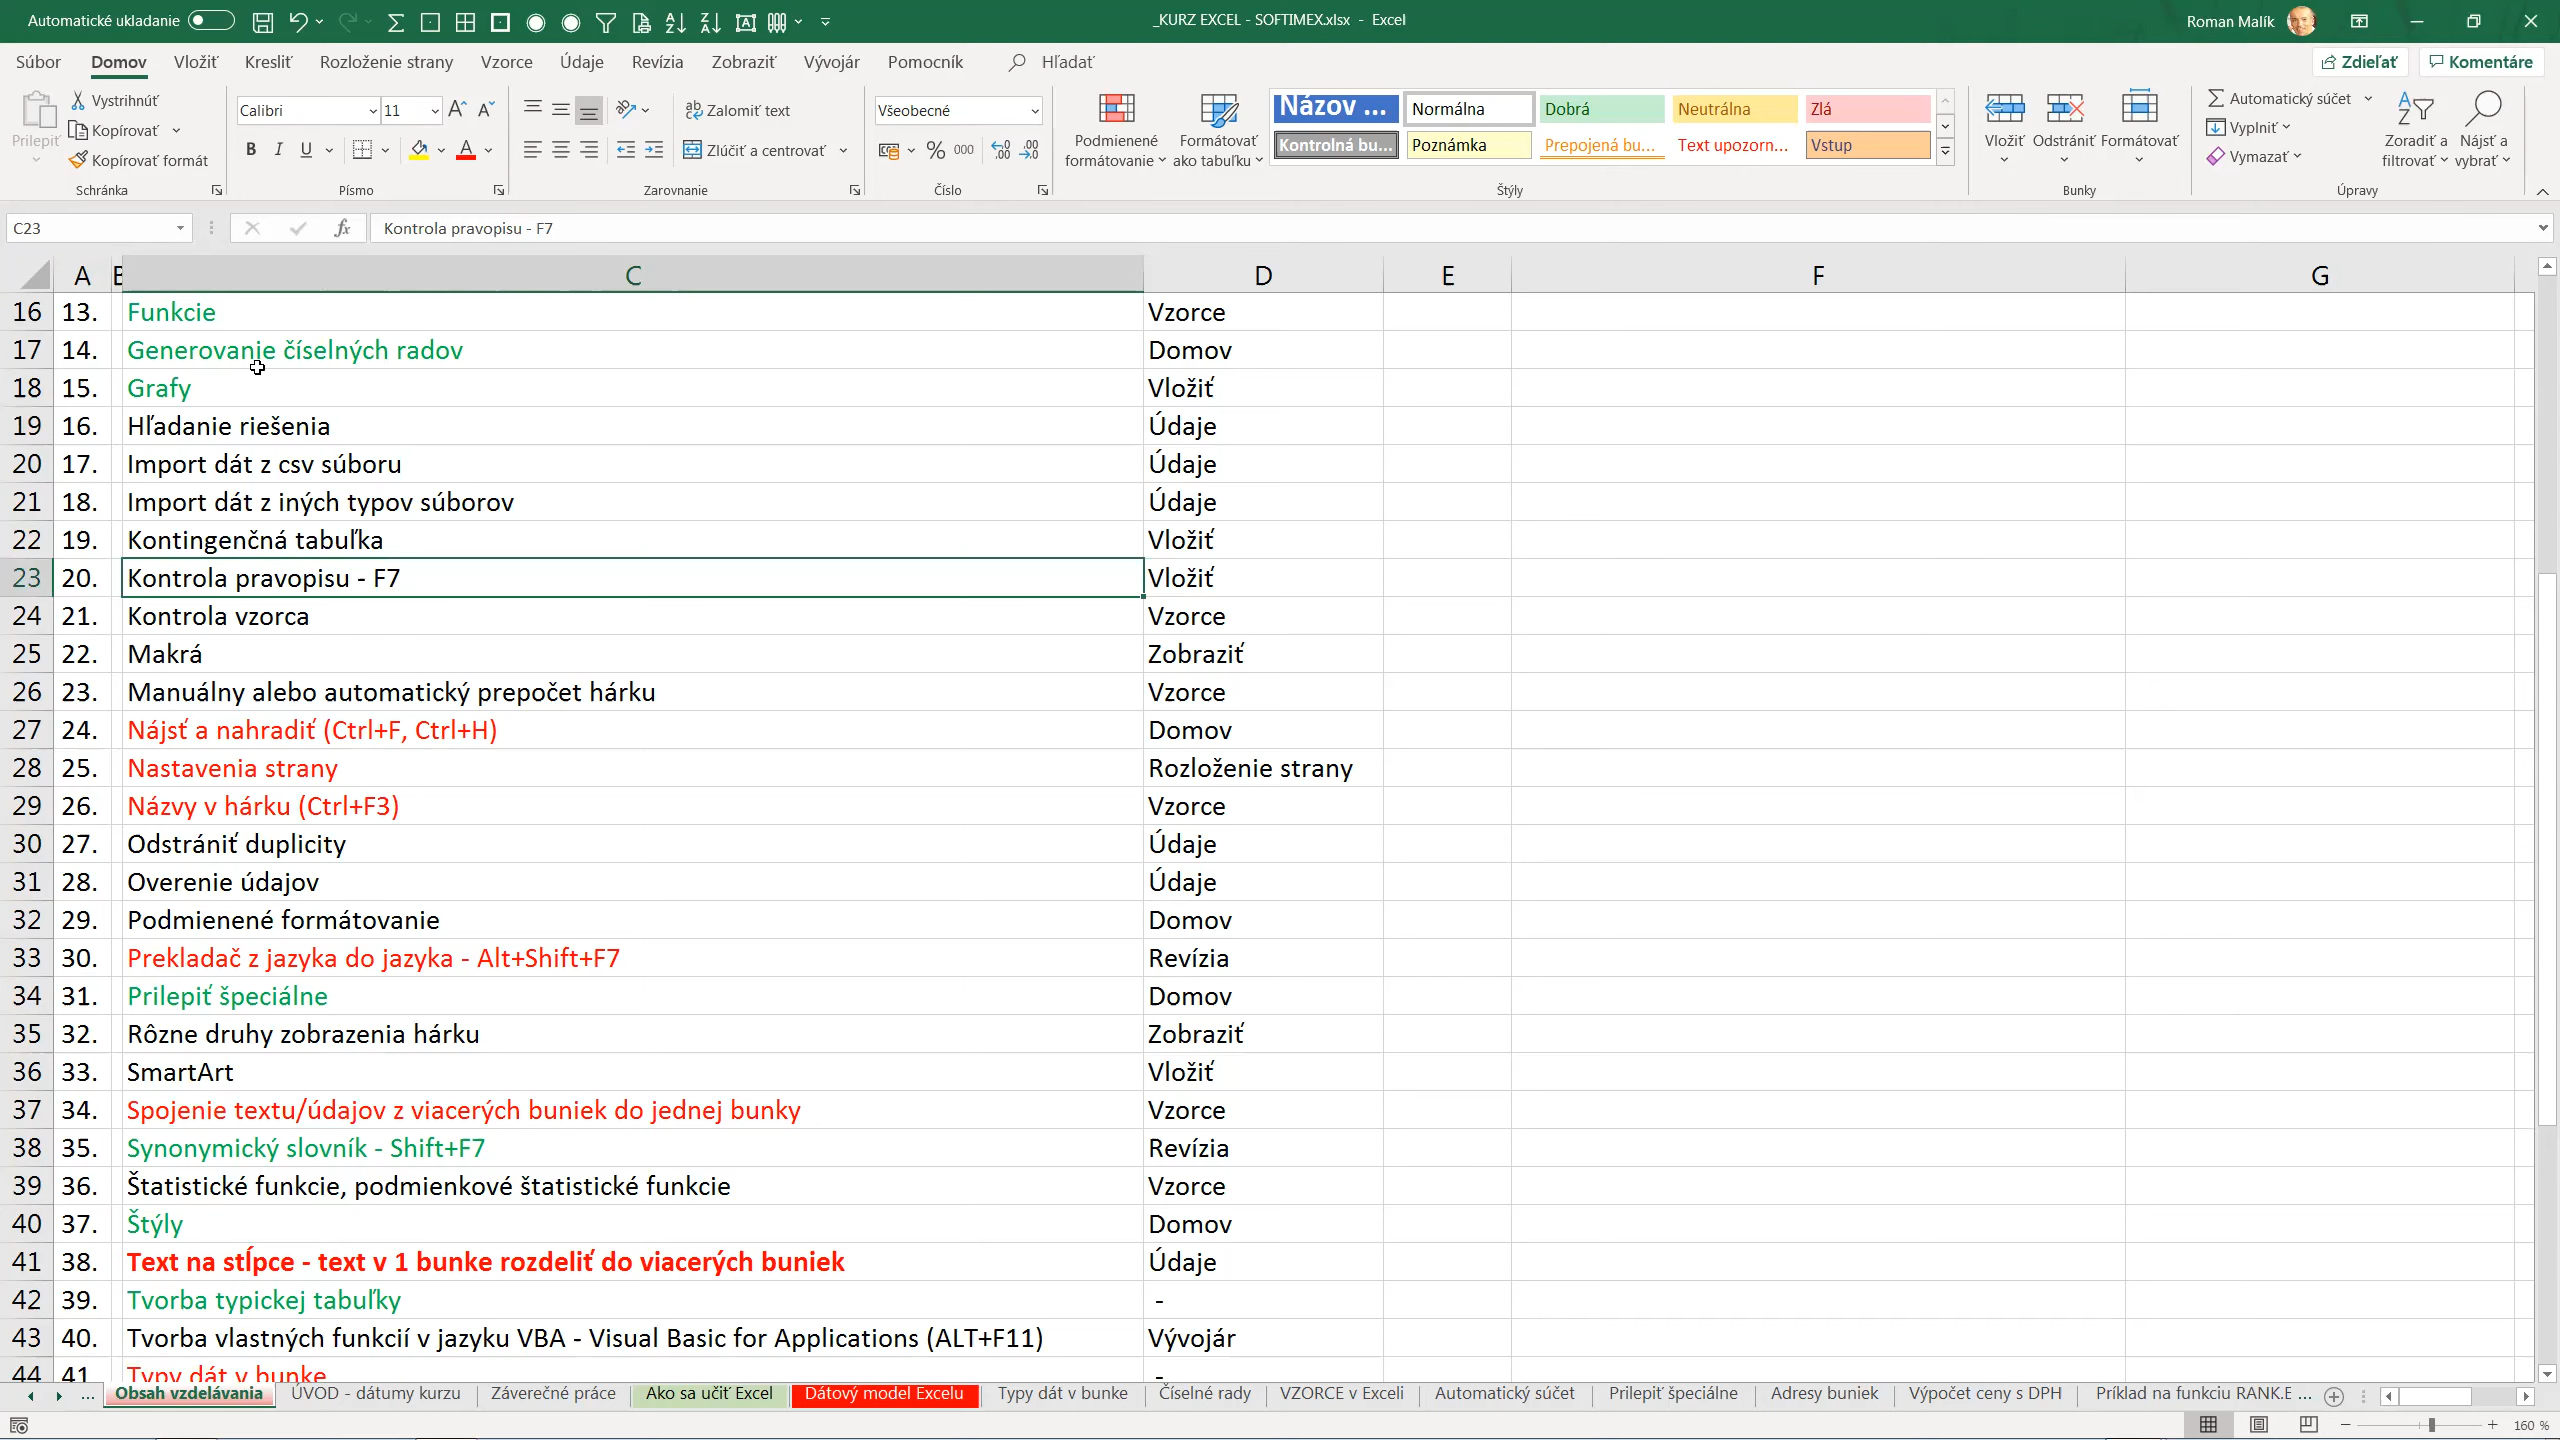 Automatické ukladanie
_KURZ EXCEL - SOFTIMEX.xlsx - Excel
Roman Malík
Súbor Domov Vložiť Kresliť Rozloženie strany Vzorce Údaje Revízia Zobraziť Vývojár Pomocník Hľadať
Zdieľať Komentáre
Prilepiť
Vystrihnúť
Kopírovať
Kopírovať formát
Schránka
Calibri 11
B I U
Písmo
Zalomiť text
Zlúčiť a centrovať
Zarovnanie
Všeobecné
% 000
Číslo
Podmienené formátovanie
Formátovať ako tabuľku
Názov ... Normálna Dobrá Neutrálna Zlá
Kontrolná bu... Poznámka Prepojená bu... Text upozorn... Vstup
Štýly
Vložiť Odstrániť Formátovať
Bunky
Automatický súčet
Vyplniť
Vymazať
Zoradiť a filtrovať
Nájsť a vybrať
Úpravy
C23 fx Kontrola pravopisu - F7
A B C D E F G
16 13. Funkcie Vzorce
17 14. Generovanie číselných radov Domov
18 15. Grafy Vložiť
19 16. Hľadanie riešenia Údaje
20 17. Import dát z csv súboru Údaje
21 18. Import dát z iných typov súborov Údaje
22 19. Kontingenčná tabuľka Vložiť
23 20. Kontrola pravopisu - F7 Vložiť
24 21. Kontrola vzorca Vzorce
25 22. Makrá Zobraziť
26 23. Manuálny alebo automatický prepočet hárku Vzorce
27 24. Nájsť a nahradiť (Ctrl+F, Ctrl+H) Domov
28 25. Nastavenia strany Rozloženie strany
29 26. Názvy v hárku (Ctrl+F3) Vzorce
30 27. Odstrániť duplicity Údaje
31 28. Overenie údajov Údaje
32 29. Podmienené formátovanie Domov
33 30. Prekladač z jazyka do jazyka - Alt+Shift+F7 Revízia
34 31. Prilepiť špeciálne Domov
35 32. Rôzne druhy zobrazenia hárku Zobraziť
36 33. SmartArt Vložiť
37 34. Spojenie textu/údajov z viacerých buniek do jednej bunky Vzorce
38 35. Synonymický slovník - Shift+F7 Revízia
39 36. Štatistické funkcie, podmienkové štatistické funkcie Vzorce
40 37. Štýly Domov
41 38. Text na stĺpce - text v 1 bunke rozdeliť do viacerých buniek Údaje
42 39. Tvorba typickej tabuľky -
43 40. Tvorba vlastných funkcií v jazyku VBA - Visual Basic for Applications (ALT+F11) Vývojár
44 41. Typy dát v bunke -
... Obsah vzdelávania ÚVOD - dátumy kurzu Záverečné práce Ako sa učiť Excel Dátový model Excelu Typy dát v bunke Číselné rady VZORCE v Exceli Automatický súčet Prilepiť špeciálne Adresy buniek Výpočet ceny s DPH Príklad na funkciu RANK.E ...
160 %